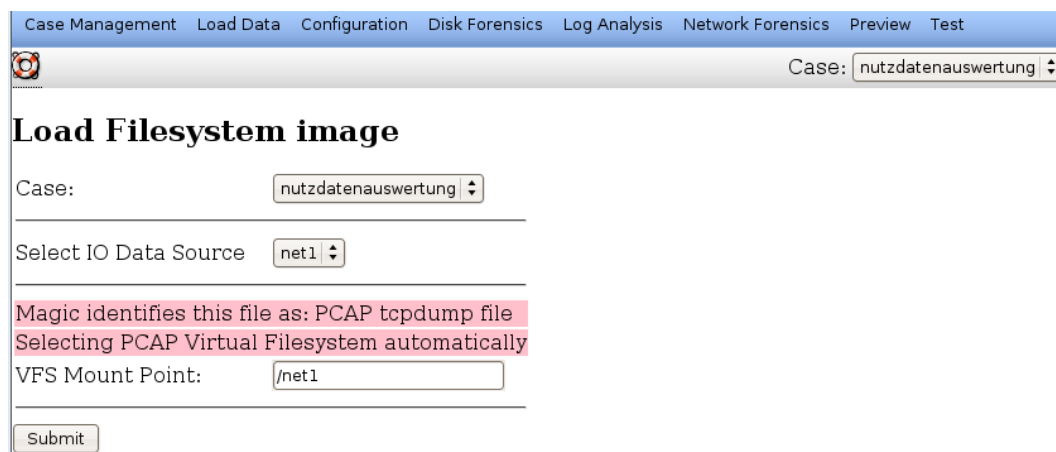 Case Management Load Data Configuration Disk Forensics Log Analysis Network Forensics Preview Test
Case: nutzdatenauswertung
Load Filesystem image
Case: nutzdatenauswertung
Select IO Data Source net1
Magic identifies this file as: PCAP tcpdump file
Selecting PCAP Virtual Filesystem automatically
VFS Mount Point: /net1
Submit